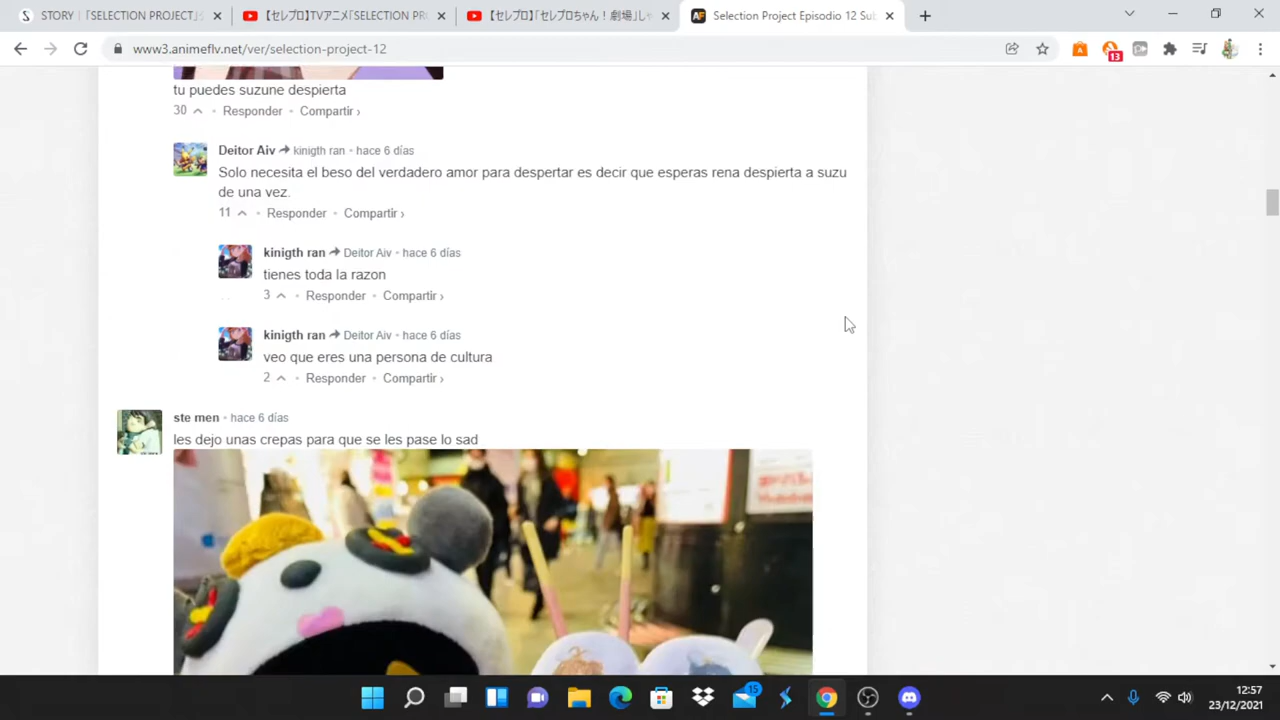 STORY | 「SELECTION PROJECT」
【セレプロ】TVアニメ「SELECTION PR
【セレプロ】「セレプロちゃん！劇場」し
Selection Project Episodio 12 Sub
www3.animeflv.net/ver/selection-project-12
13
tu puedes suzune despierta
30 • Responder • Compartir ›
Deitor Aiv kinigth ran • hace 6 días
Solo necesita el beso del verdadero amor para despertar es decir que esperas rena despierta a suzu
de una vez.
11 • Responder • Compartir ›
kinigth ran Deitor Aiv • hace 6 días
tienes toda la razon
3 • Responder • Compartir ›
kinigth ran Deitor Aiv • hace 6 días
veo que eres una persona de cultura
2 • Responder • Compartir ›
ste men • hace 6 días
les dejo unas crepas para que se les pase lo sad
15
12:57
23/12/2021